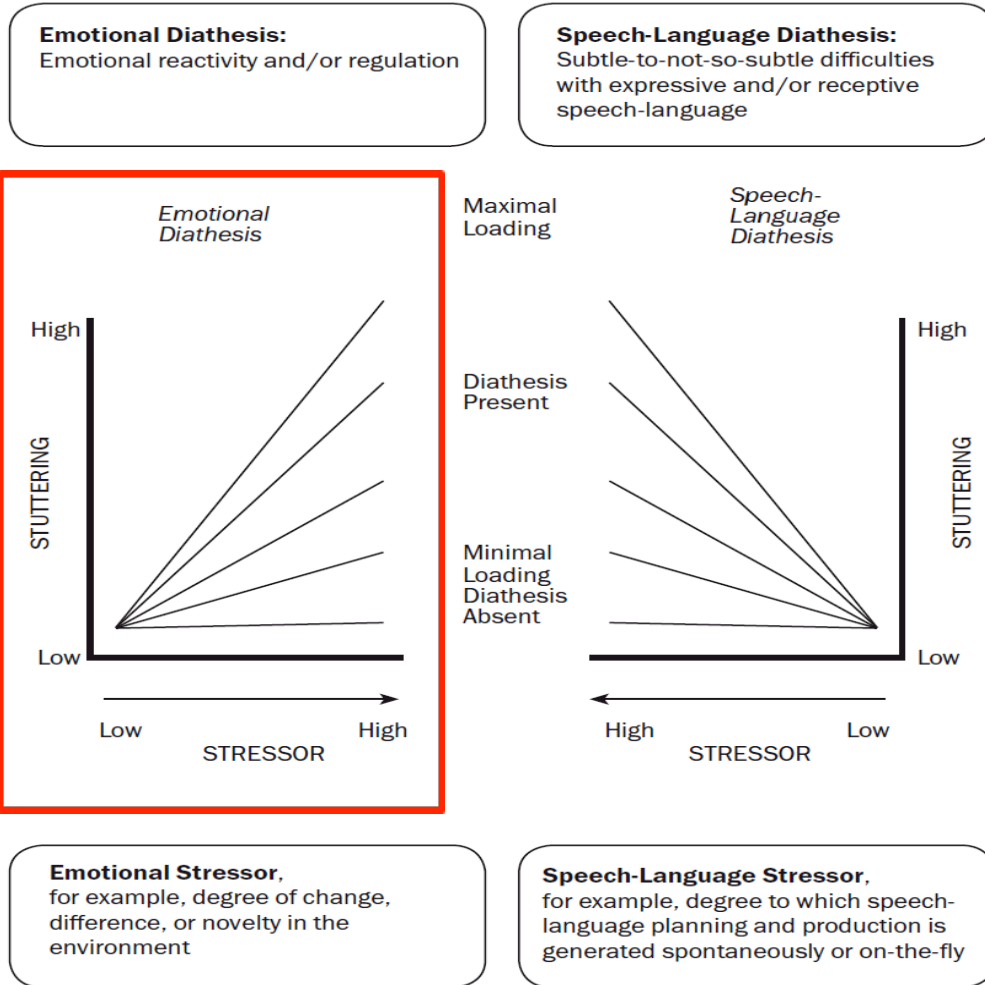 Emotional Diathesis:
Emotional reactivity and/or regulation
Speech-Language Diathesis:
Subtle-to-not-so-subtle difficulties
with expressive and/or receptive
speech-language
Emotional
Diathesis
High
STUTTERING
Low
Low
High
STRESSOR
Maximal
Loading
Diathesis
Present
Minimal
Loading
Diathesis
Absent
Speech-
Language
Diathesis
High
STUTTERING
Low
High
Low
STRESSOR
Emotional Stressor,
for example, degree of change,
difference, or novelty in the
environment
Speech-Language Stressor,
for example, degree to which speech-
language planning and production is
generated spontaneously or on-the-fly